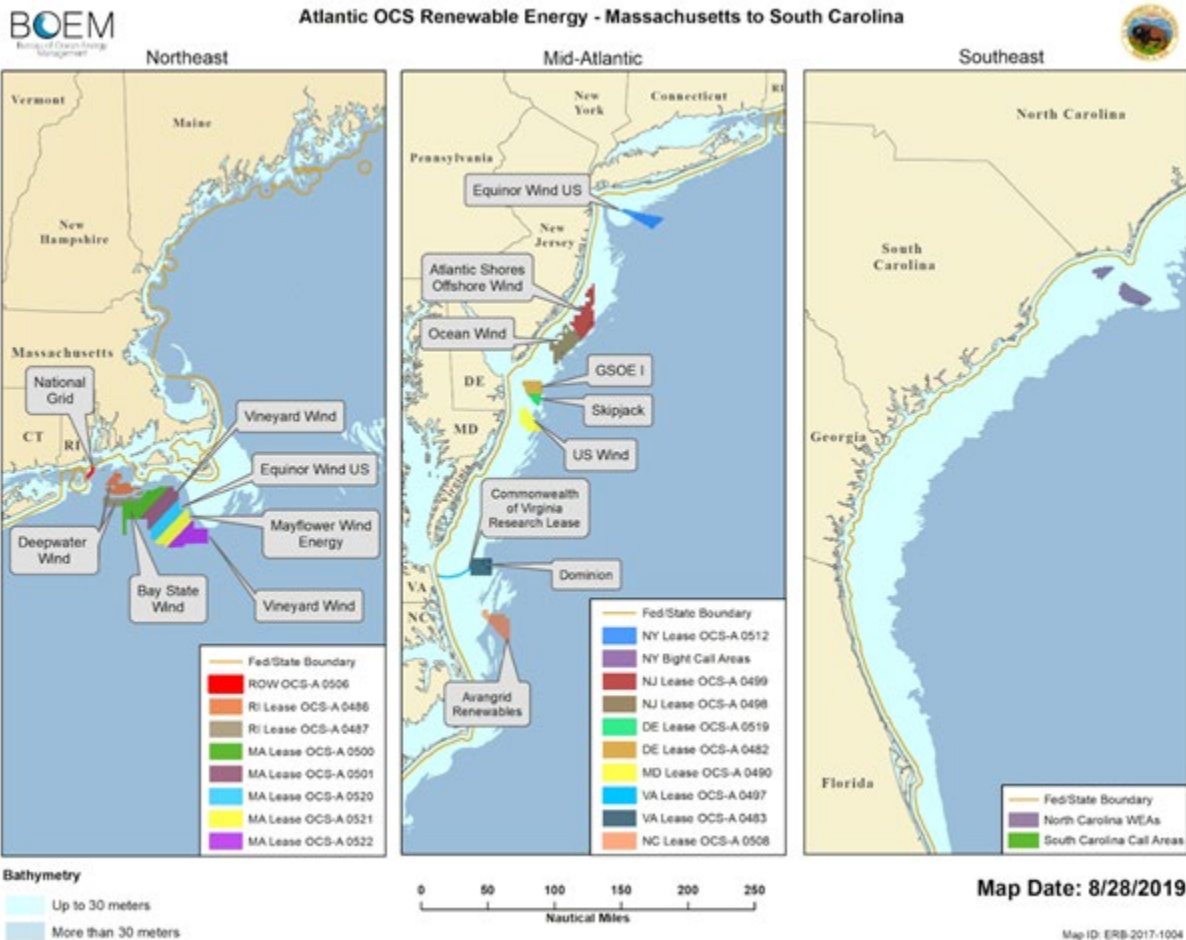 Atlantic OCS Renewable Energy - Massachusetts to South Carolina
BOEM
Bureau of Ocean Energy
Management
Northeast
Vermont
Maine
New
Hampshire
Massachusetts
National
Grid
CT
RI
Vineyard Wind
Equinor Wind US
Mayflower Wind
Energy
Deepwater
Wind
Bay State
Wind
Vineyard Wind
Fed/State Boundary
ROW OCS-A 0506
RI Lease OCS-A 0486
RI Lease OCS-A 0487
MA Lease OCS-A 0500
MA Lease OCS-A 0501
MA Lease OCS-A 0520
MA Lease OCS-A 0521
MA Lease OCS-A 0522
Mid-Atlantic
New
York
Connecticut
RI
Pennsylvania
Equinor Wind US
New
Jersey
Atlantic Shores
Offshore Wind
Ocean Wind
DE
GSOE I
Skipjack
MD
US Wind
Virginia
Commonwealth
of Virginia
Research Lease
Dominion
VA
NC
Avangrid
Renewables
Fed/State Boundary
NY Lease OCS-A 0512
NY Bight Call Areas
NJ Lease OCS-A 0499
NJ Lease OCS-A 0498
DE Lease OCS-A 0519
DE Lease OCS-A 0482
MD Lease OCS-A 0490
VA Lease OCS-A 0497
VA Lease OCS-A 0483
NC Lease OCS-A 0508
Southeast
North Carolina
South
Carolina
Georgia
Florida
Fed/State Boundary
North Carolina WEAs
South Carolina Call Areas
Bathymetry
Up to 30 meters
More than 30 meters
0 50 100 150 200 250
Nautical Miles
Map Date: 8/28/2019
Map ID: ERB-2017-1004